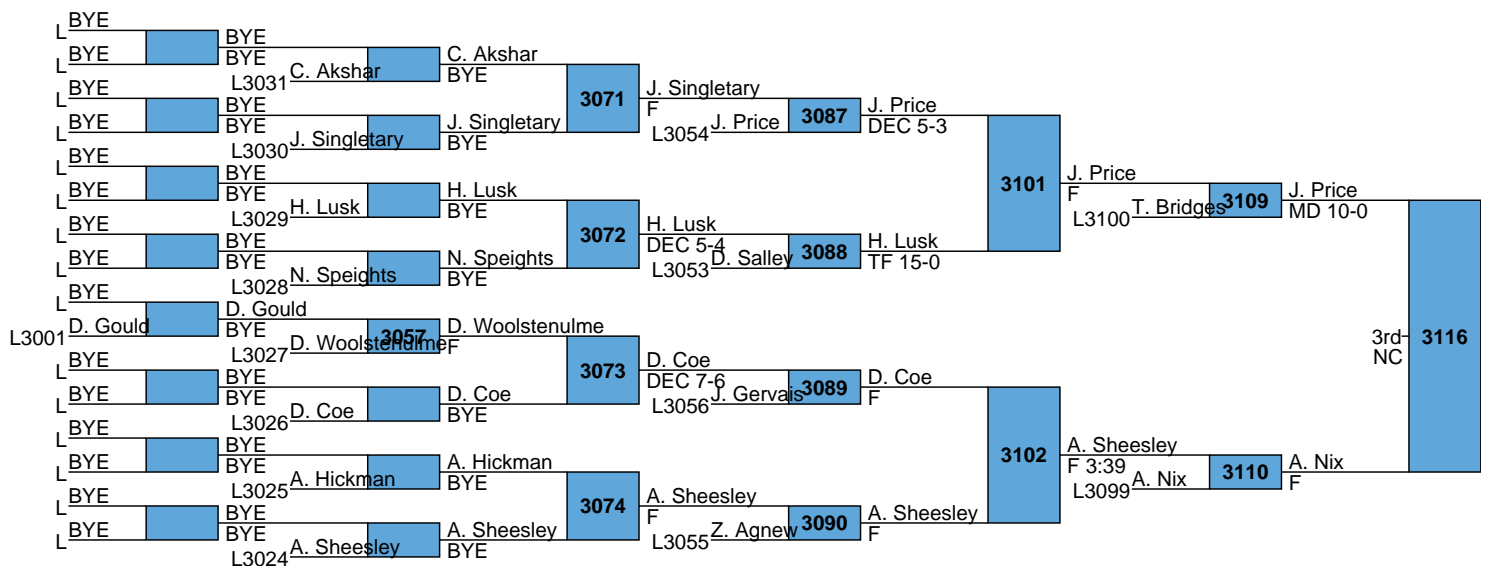 BYE
L
BYE
L
BYE
BYE
L3031
C. Akshar
C. Akshar
BYE
BYE
L
BYE
L
BYE
BYE
L3030
J. Singletary
J. Singletary
BYE
3071
J. Singletary
F
L3054
J. Price
3087
J. Price
DEC 5-3
BYE
L
BYE
L
BYE
BYE
L3029
H. Lusk
H. Lusk
BYE
BYE
L
BYE
L
BYE
BYE
L3028
N. Speights
N. Speights
BYE
3072
H. Lusk
DEC 5-4
L3053
D. Salley
3088
H. Lusk
TF 15-0
3101
J. Price
F
L3100
T. Bridges
3109
J. Price
MD 10-0
BYE
L
L3001
D. Gould
D. Gould
BYE
L3027
D. Woolstenulme
3057
D. Woolstenulme
F
BYE
L
BYE
L
BYE
BYE
L3026
D. Coe
D. Coe
BYE
3073
D. Coe
DEC 7-6
L3056
J. Gervais
3089
D. Coe
F
BYE
L
BYE
L
BYE
BYE
L3025
A. Hickman
A. Hickman
BYE
BYE
L
BYE
L
BYE
BYE
L3024
A. Sheesley
A. Sheesley
BYE
3074
A. Sheesley
F
L3055
Z. Agnew
3090
A. Sheesley
F
3102
A. Sheesley
F 3:39
L3099
A. Nix
3110
A. Nix
F
3rd
NC
3116